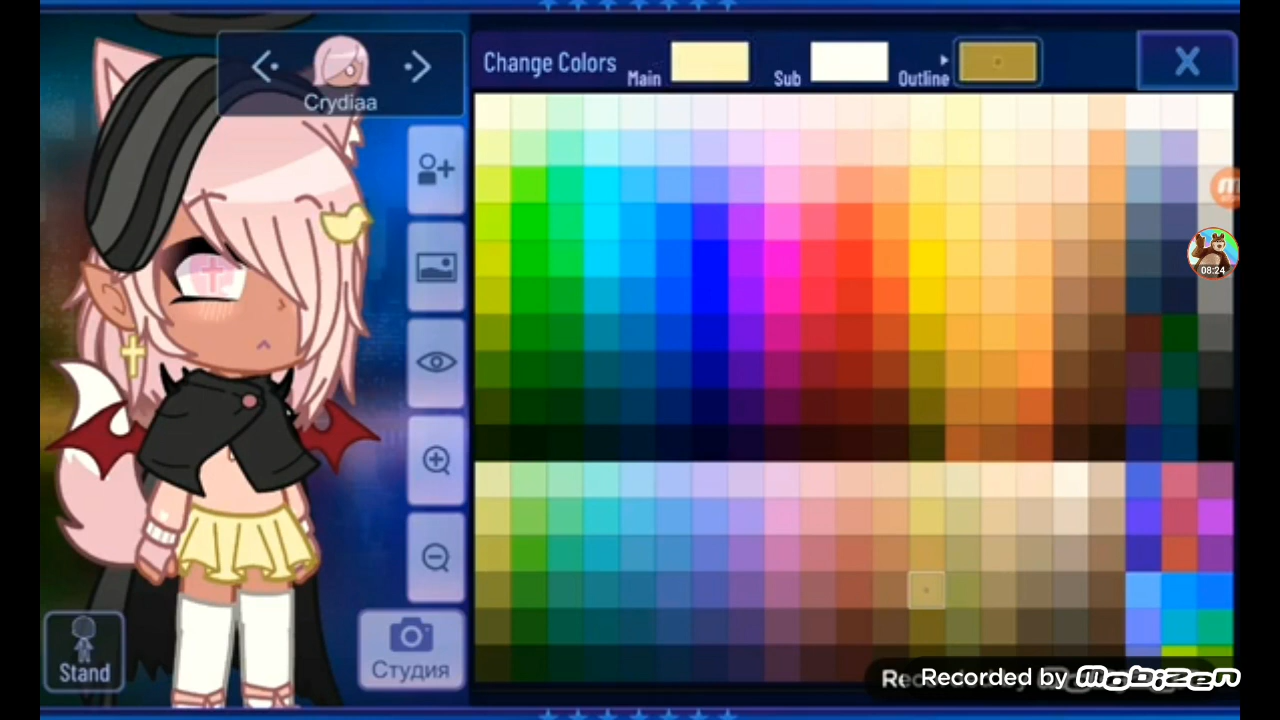 Change Colors
Main
Sub
Outline
X
Crydiaa
08:24
Stand
Студия
Recorded by mobizen